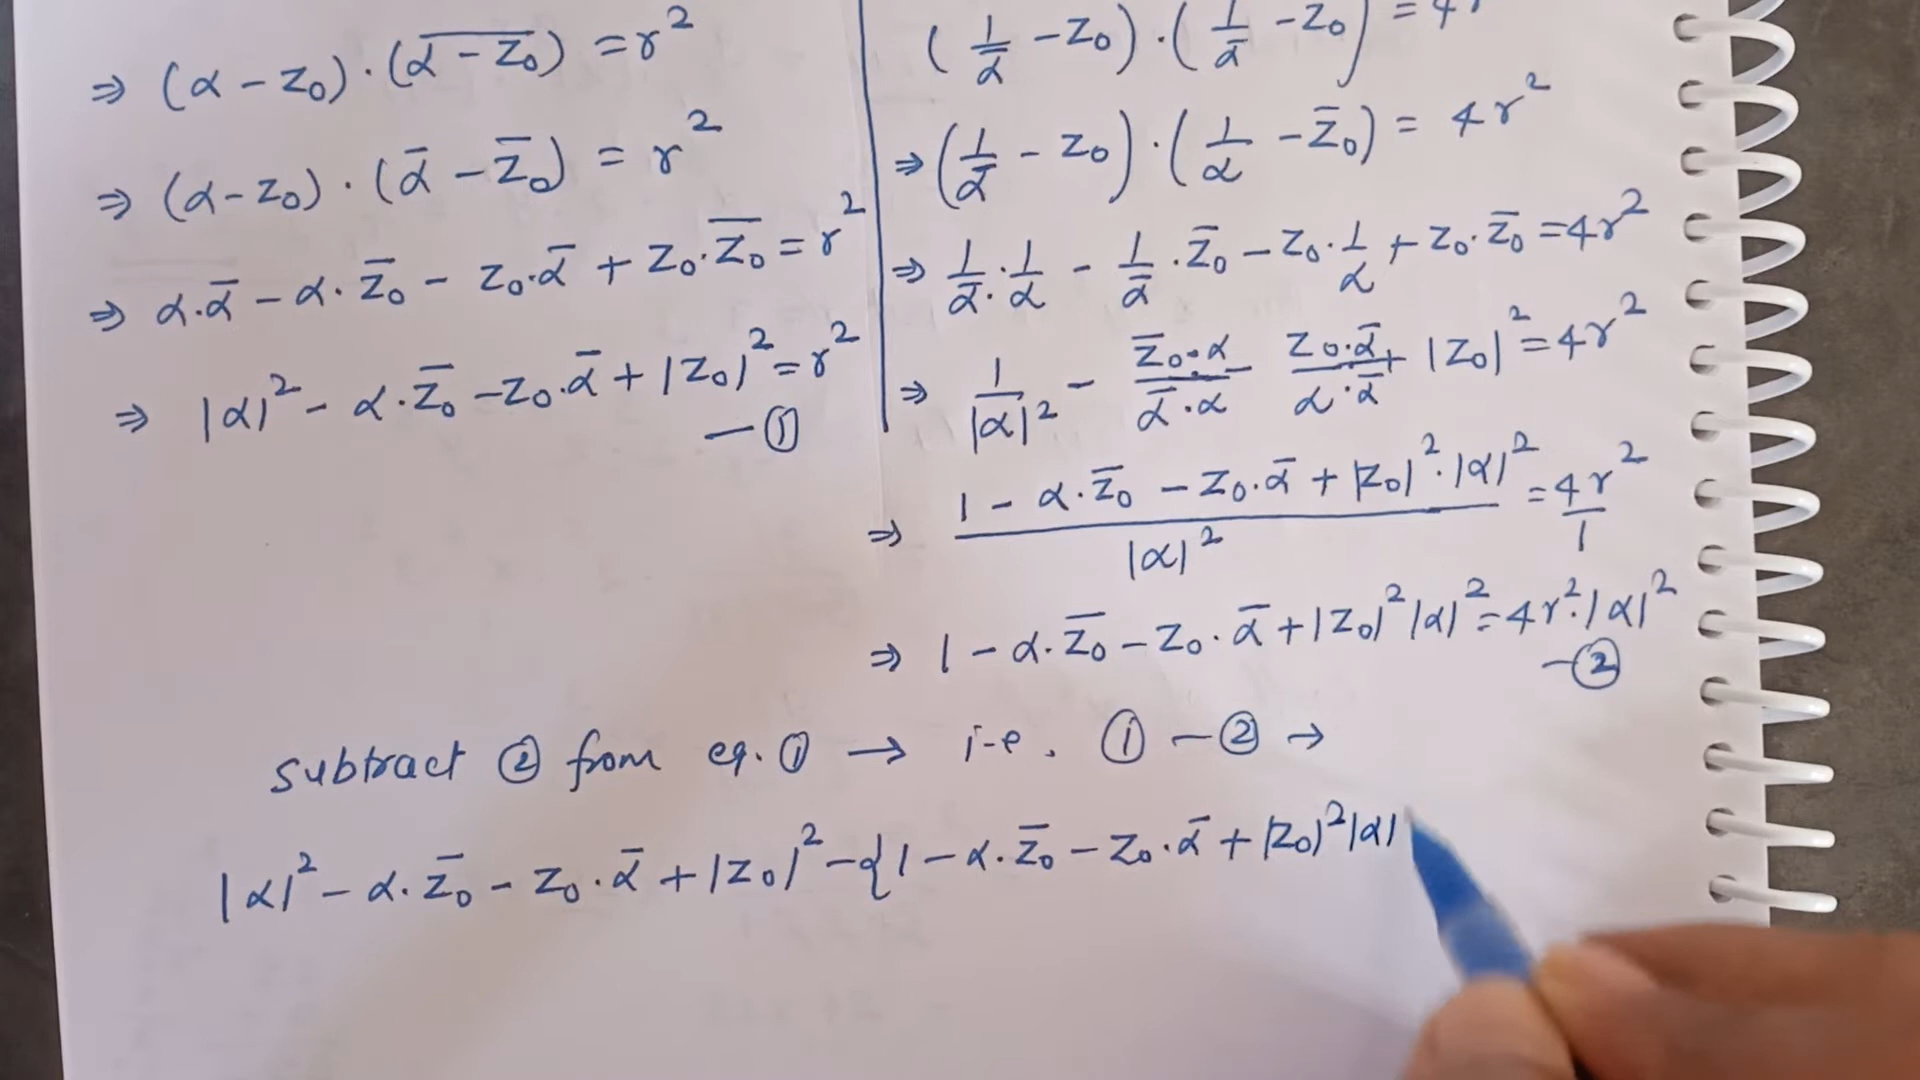 ⇒ (α - z₀)·(\overline{α - z₀}) = r²
⇒ (α - z₀)·(ᾱ - z̄₀) = r²
⇒ α·ᾱ - α·z̄₀ - z₀·ᾱ + z₀·z̄₀ = r²
⇒ |α|² - α·z̄₀ - z₀·ᾱ + |z₀|² = r²
—①
(1/ᾱ - z₀)·(1/ᾱ - z₀) = 4r
⇒ (1/ᾱ - z₀)·(1/α - z̄₀) = 4r²
⇒ 1/ᾱ·1/α - 1/ᾱ·z̄₀ - z₀·1/α + z₀·z̄₀ = 4r²
⇒ 1/|α|² - z̄₀·α/ᾱ·α - z₀·ᾱ/α·ᾱ + |z₀|² = 4r²
⇒ 1 - α·z̄₀ - z₀·ᾱ + |z₀|²·|α|²/|α|² = 4r²/1
⇒ 1 - α·z̄₀ - z₀·ᾱ + |z₀|²|α|² = 4r²·|α|²
—②
subtract ② from eq. ① → i-e. ① - ② →
|α|² - α·z̄₀ - z₀·ᾱ + |z₀|² - {1 - α·z̄₀ - z₀·ᾱ + |z₀|²|α|